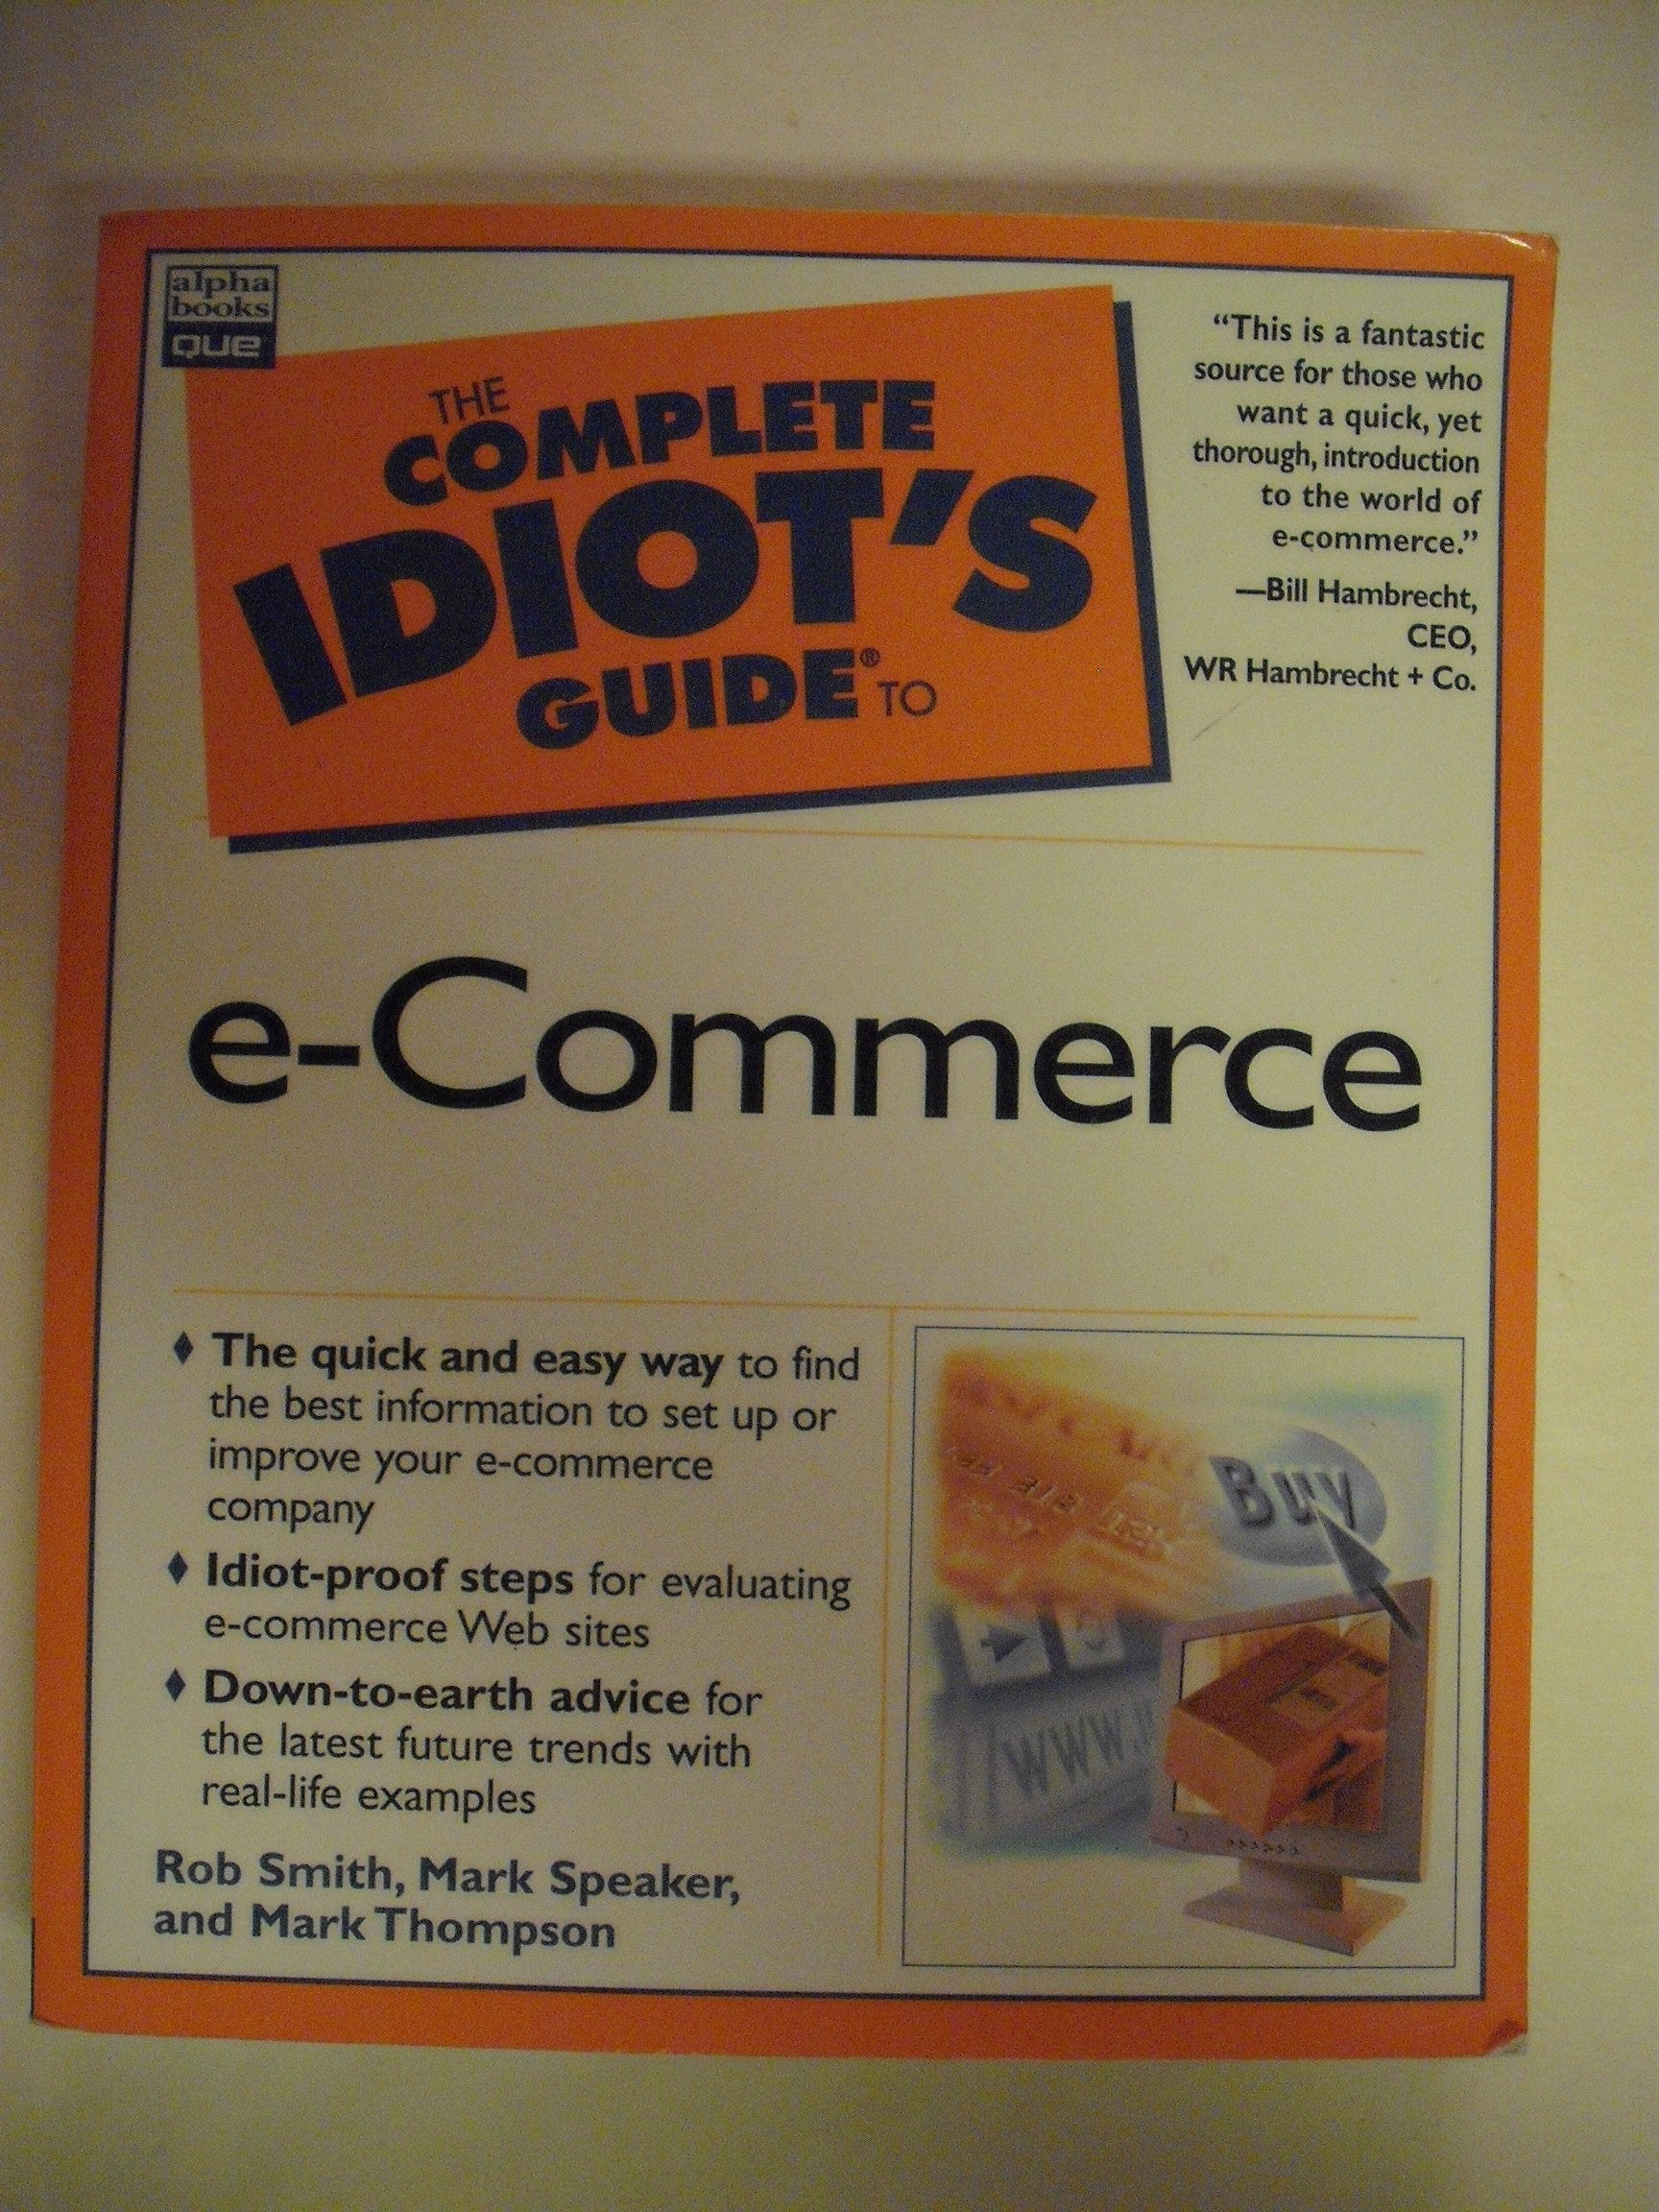 alpha
books
que
THE
COMPLETE
IDIOT'S
GUIDE® TO
“This is a fantastic
source for those who
want a quick, yet
thorough, introduction
to the world of
e-commerce.”
—Bill Hambrecht,
CEO,
WR Hambrecht + Co.
e-Commerce
♦ The quick and easy way to find
the best information to set up or
improve your e-commerce
company
♦ Idiot-proof steps for evaluating
e-commerce Web sites
♦ Down-to-earth advice for
the latest future trends with
real-life examples
Rob Smith, Mark Speaker,
and Mark Thompson
Buy
www.